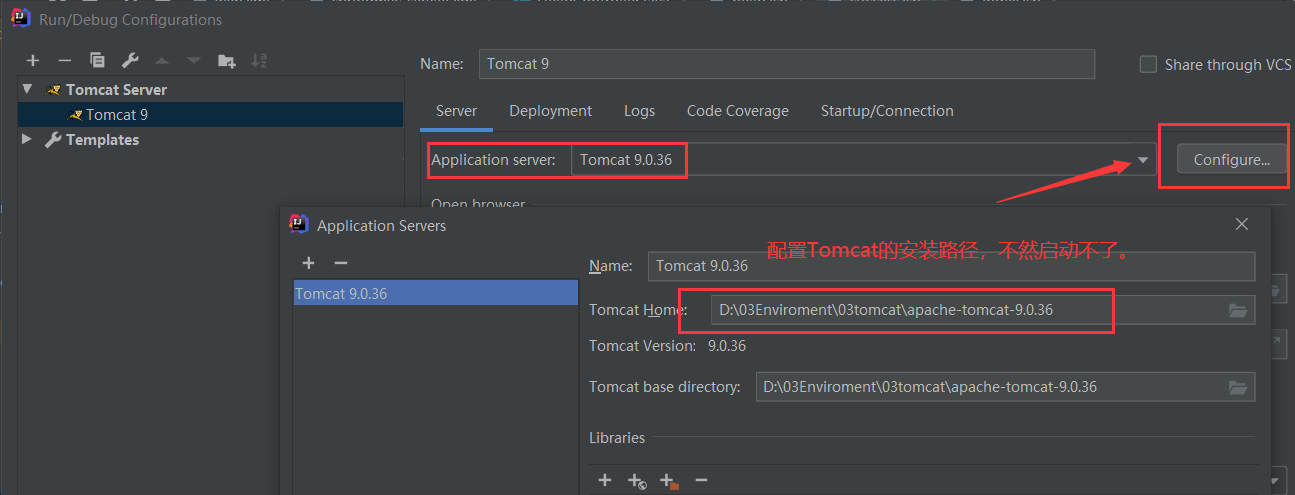 Run/Debug Configurations
Name: Tomcat 9
Share through VCS
Tomcat Server
Tomcat 9
Templates
Server Deployment Logs Code Coverage Startup/Connection
Application server: Tomcat 9.0.36
Configure...
Open browser
Application Servers
配置Tomcat的安装路径，不然启动不了。
Tomcat 9.0.36
Name: Tomcat 9.0.36
Tomcat Home: D:\03Enviroment\03tomcat\apache-tomcat-9.0.36
Tomcat Version: 9.0.36
Tomcat base directory: D:\03Enviroment\03tomcat\apache-tomcat-9.0.36
Libraries